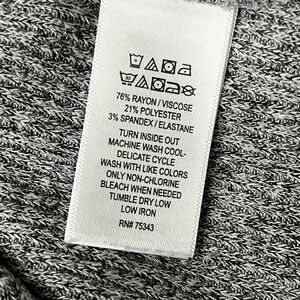 76% RAYON / VISCOSE
21% POLYESTER
3% SPANDEX / ELASTANE
TURN INSIDE OUT
MACHINE WASH COOL-
DELICATE CYCLE
WASH WITH LIKE COLORS
ONLY NON-CHLORINE
BLEACH WHEN NEEDED
TUMBLE DRY LOW
LOW IRON
RN# 75343